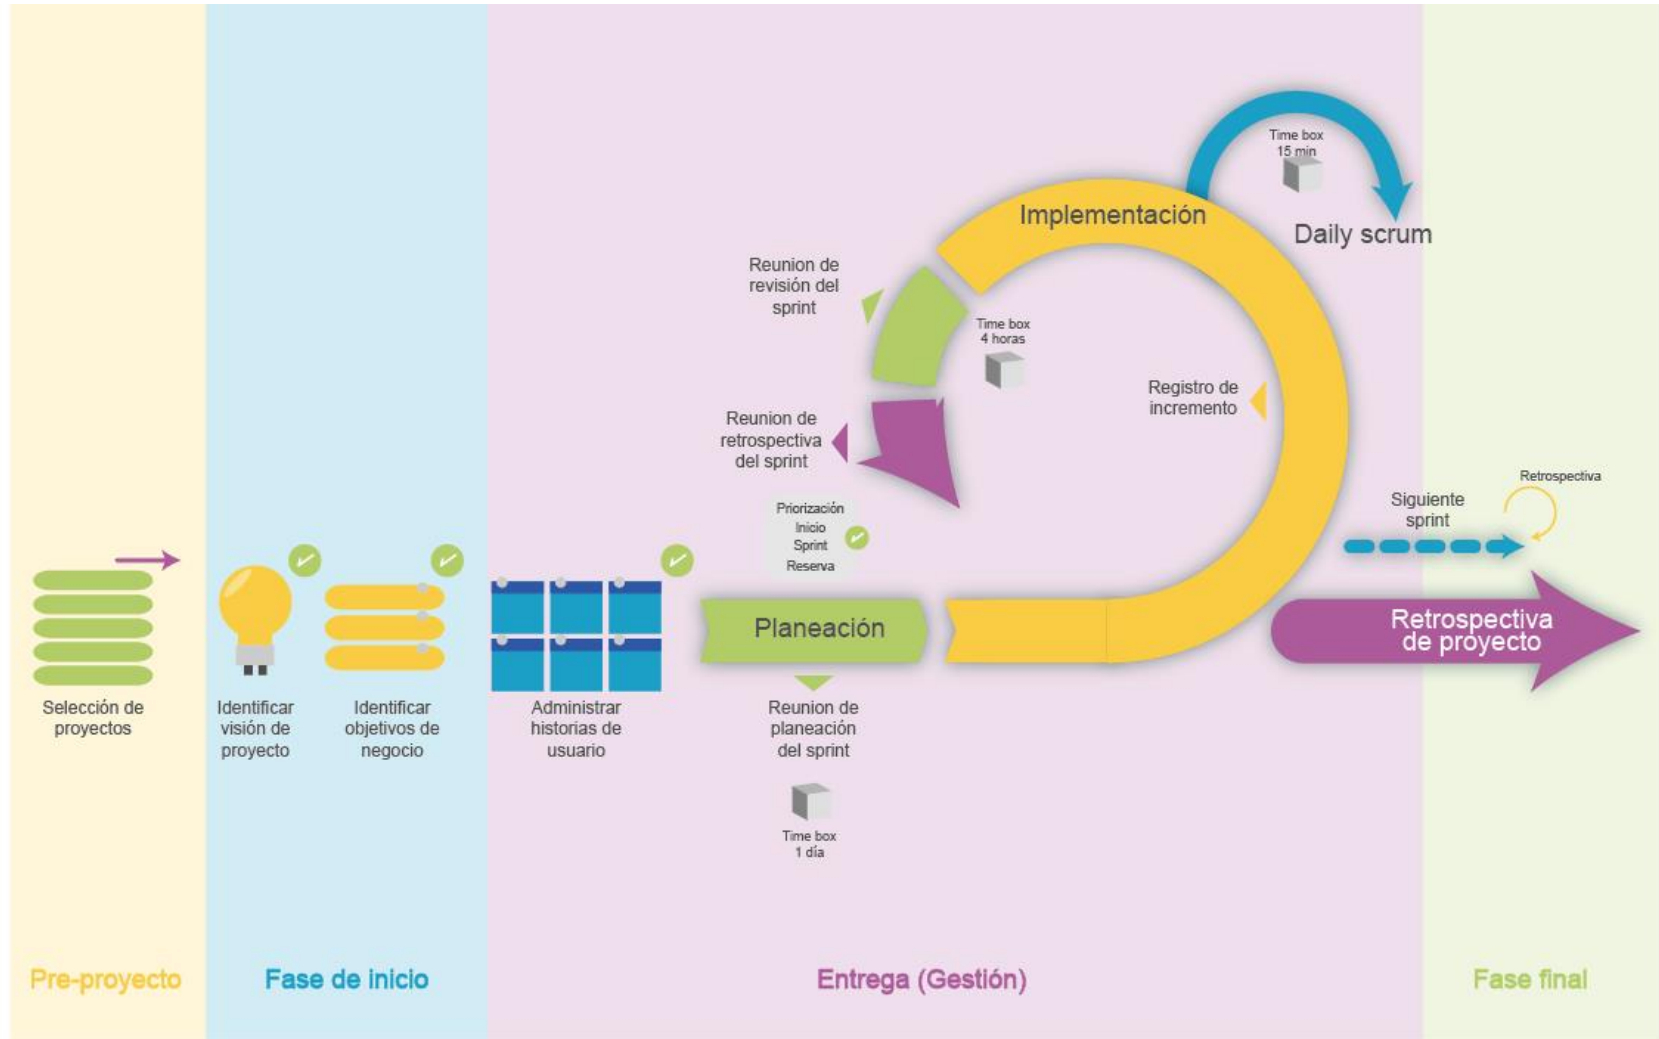 Time box
15 min
Implementación
Daily scrum
Reunion de
revisión del
sprint
Time box
4 horas
Registro de
incremento
Reunion de
retrospectiva
del sprint
Retrospectiva
Siguiente
sprint
Priorización
Inicio
Sprint
Reserva
Planeación
Retrospectiva
de proyecto
Selección de
proyectos
Identificar
visión de
proyecto
Identificar
objetivos de
negocio
Administrar
historias de
usuario
Reunion de
planeación
del sprint
Time box
1 día
Pre-proyecto
Fase de inicio
Entrega (Gestión)
Fase final